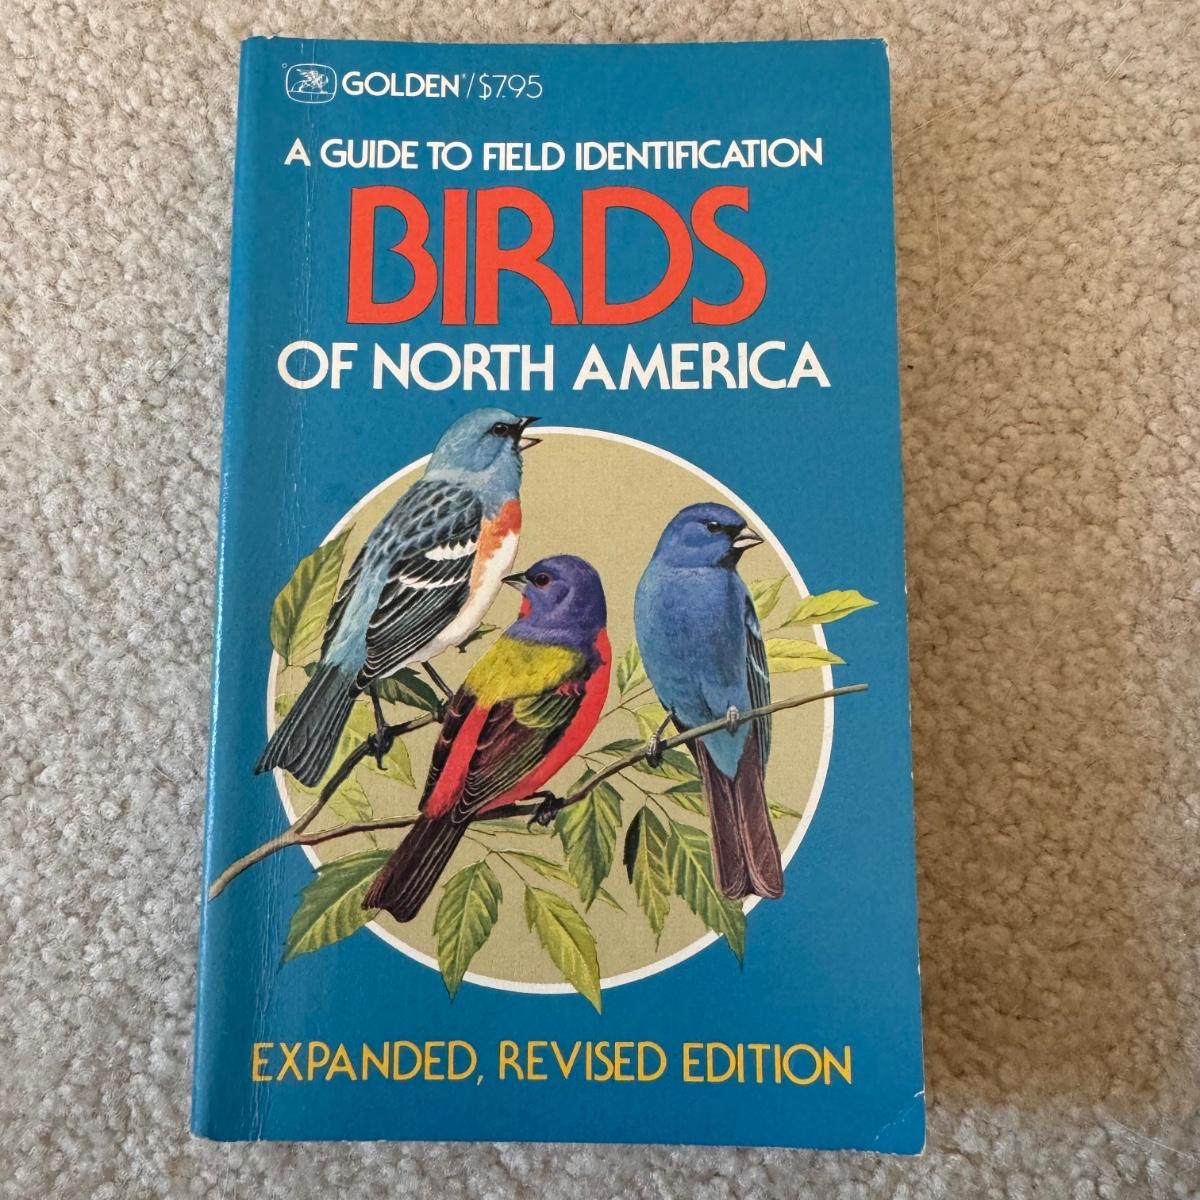 GOLDEN®/$7.95
A GUIDE TO FIELD IDENTIFICATION
BIRDS
OF NORTH AMERICA
EXPANDED, REVISED EDITION